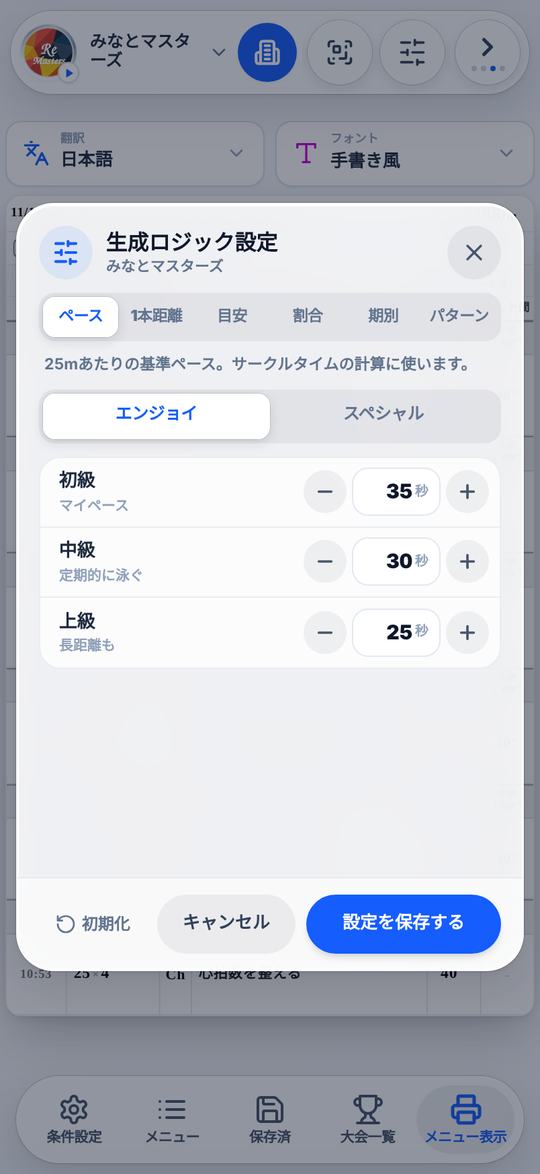 Re
Masters
みなとマスタ
ーズ
翻訳
日本語
フォント
手書き風
11/
生成ロジック設定
みなとマスターズ
ペース 1本距離 目安 割合 期別 パターン
25mあたりの基準ペース。サークルタイムの計算に使います。
エンジョイ スペシャル
初級
マイペース
35 秒
中級
定期的に泳ぐ
30 秒
上級
長距離も
25 秒
初期化 キャンセル 設定を保存する
10:53 25×4 Ch 心拍数を整える 40 -
条件設定 メニュー 保存済 大会一覧 メニュー表示